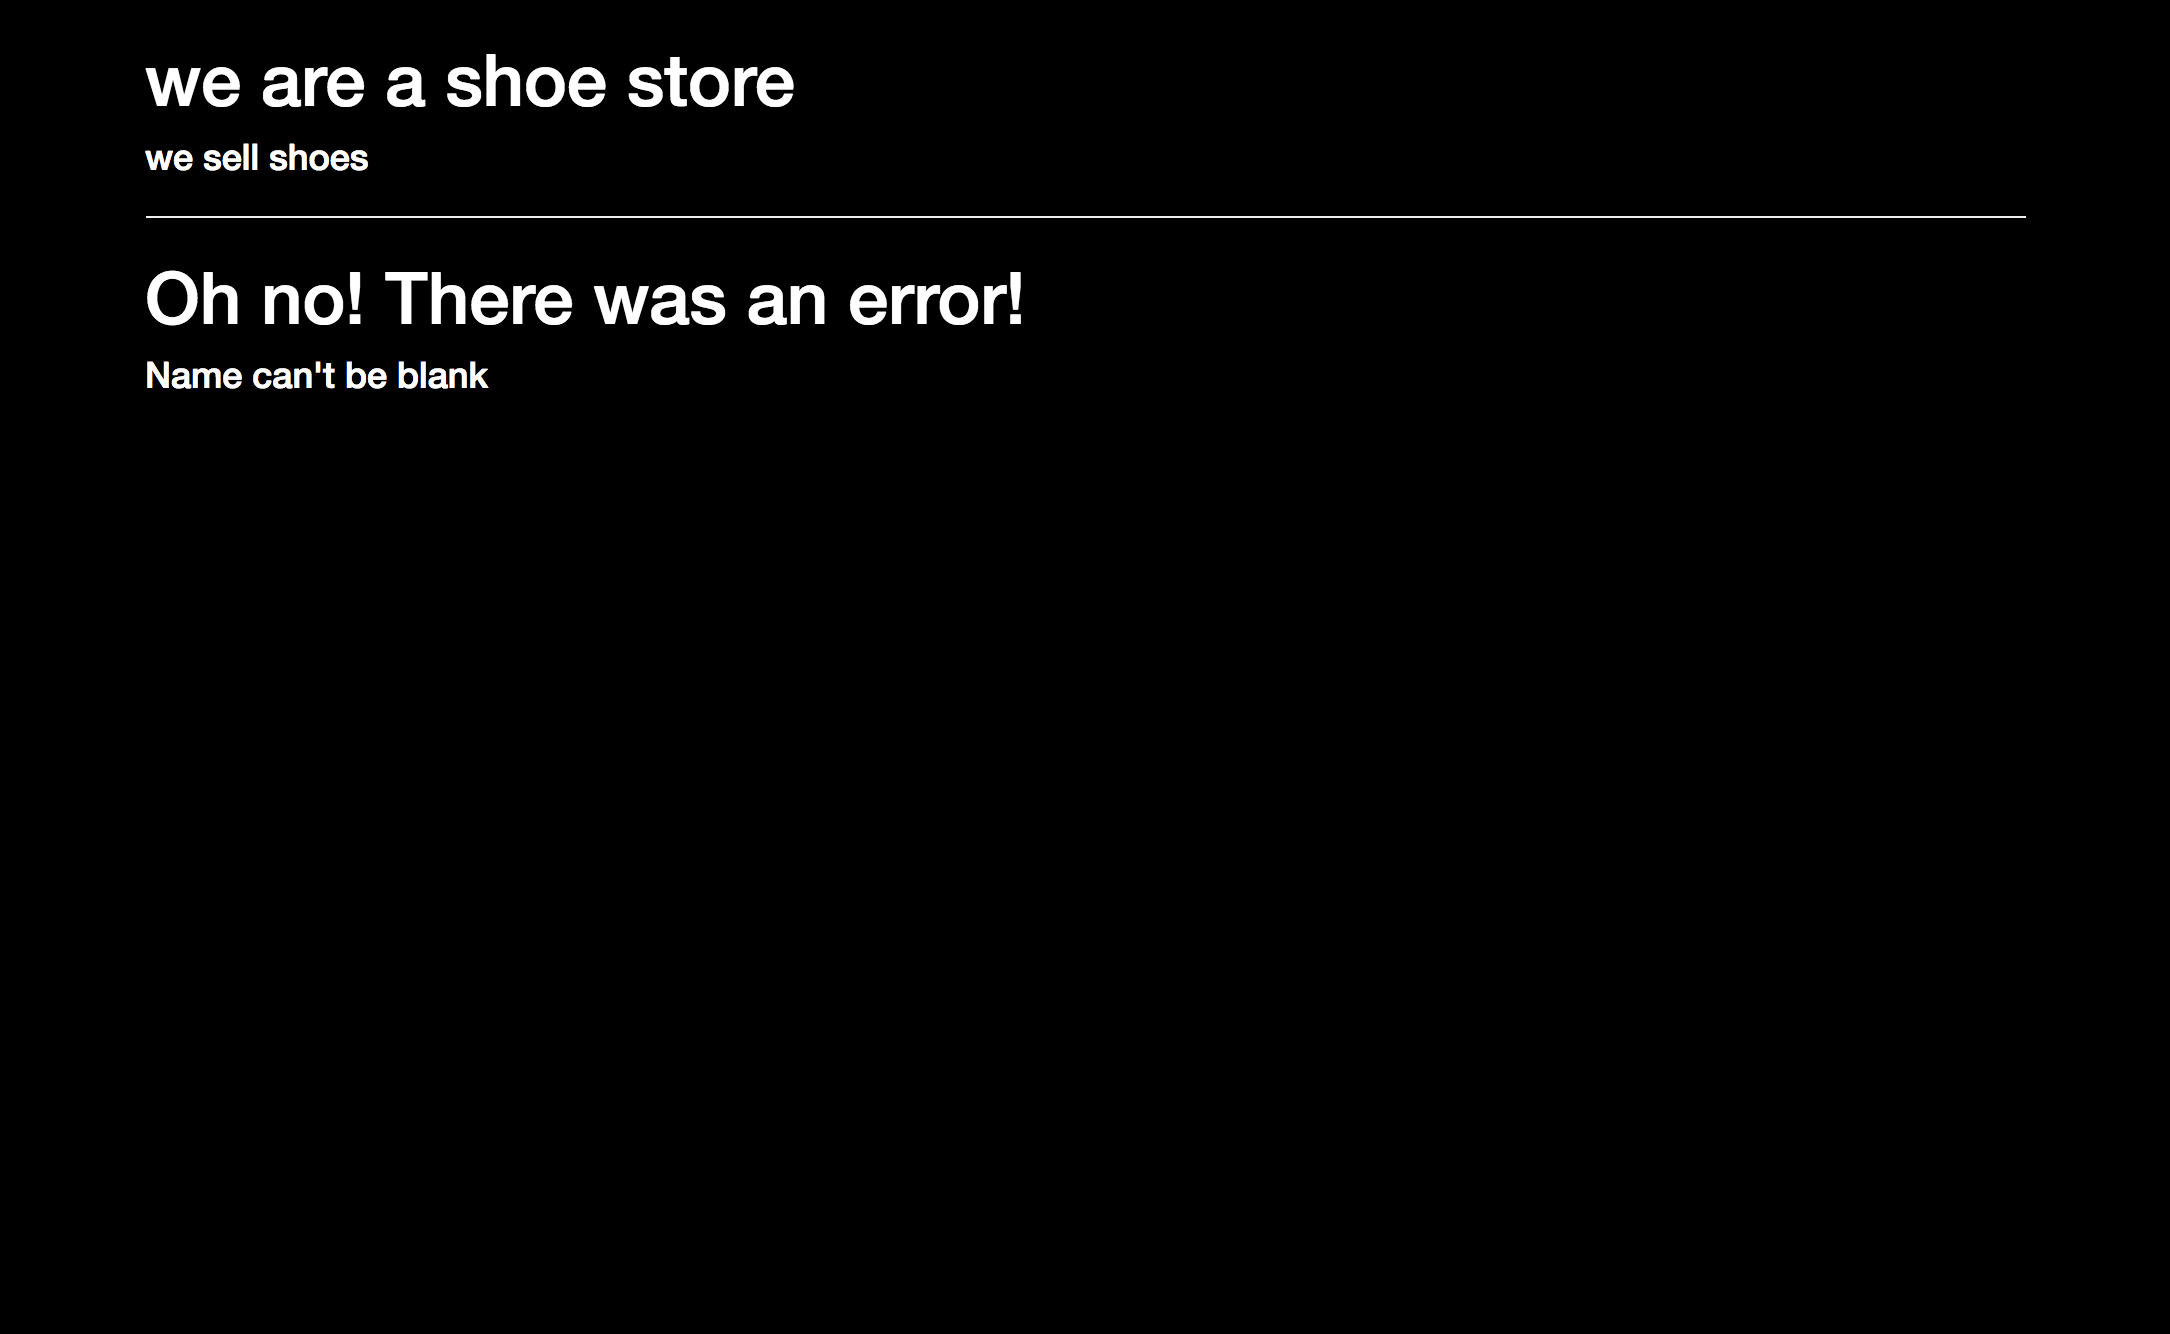 we are a shoe store
we sell shoes
Oh no! There was an error!
Name can't be blank